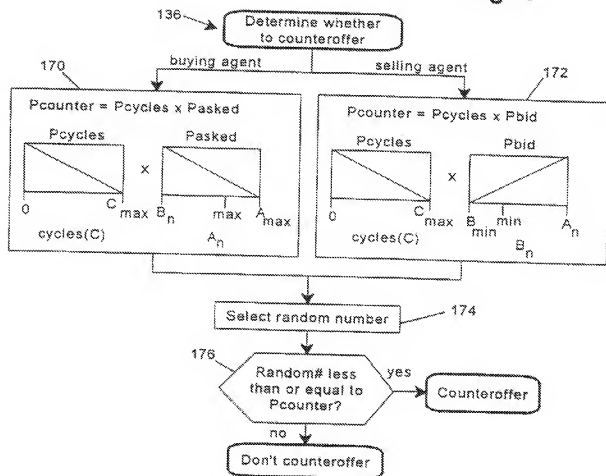 136
Determine whether
to counteroffer
buying agent
selling agent
170
172
Pcounter = Pcycles x Pasked
Pcycles
Pasked
x
0
C max
B n
max
A max
cycles(C)
A n
Pcounter = Pcycles x Pbid
Pcycles
Pbid
x
0
C max
B min
min
A n
cycles(C)
B n
Select random number
174
176
Random# less
than or equal to
Pcounter?
yes
Counteroffer
no
Don't counteroffer